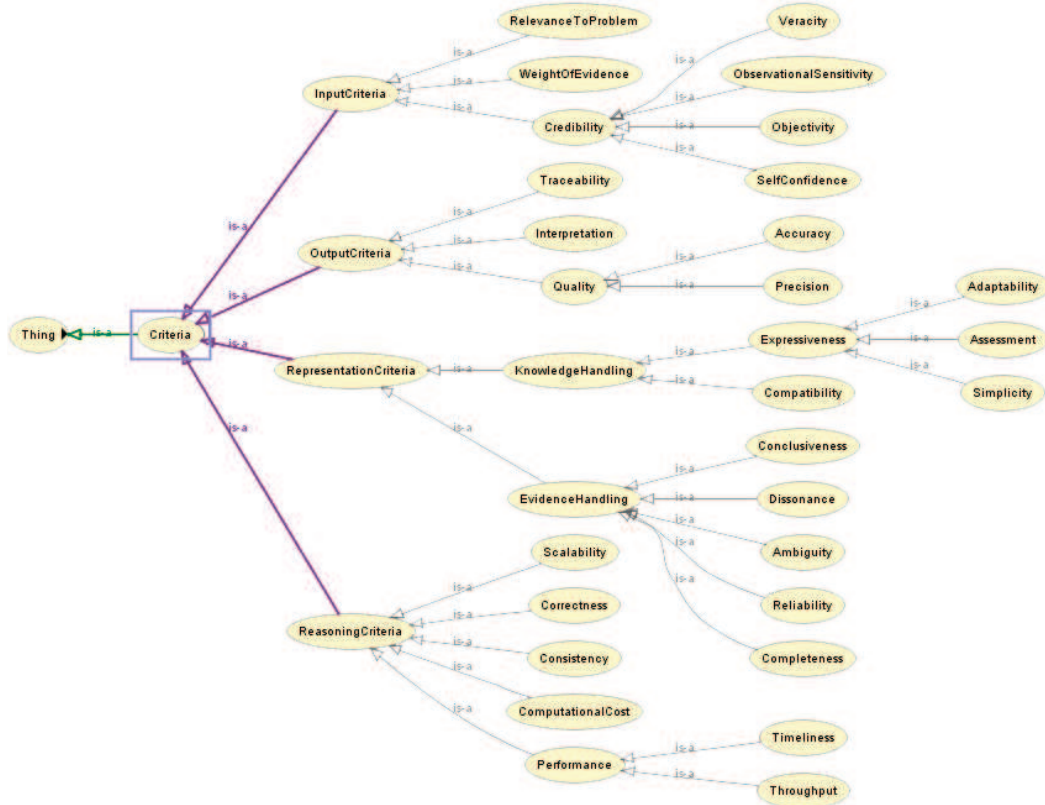 RelevanceToProblem
Veracity
is-a
is-a
WeightOfEvidence
ObservationalSensitivity
is-a
is-a
InputCriteria
is-a
Credibility
is-a
Objectivity
is-a
Traceability
SelfConfidence
is-a
is-a
Interpretation
Accuracy
is-a
is-a
OutputCriteria
is-a
Quality
is-a
Precision
is-a
Adaptability
is-a
Thing
is-a
Criteria
Expressiveness
is-a
Assessment
is-a
is-a
is-a
RepresentationCriteria
is-a
KnowledgeHandling
is-a
Compatibility
Simplicity
is-a
is-a
Conclusiveness
is-a
EvidenceHandling
is-a
Dissonance
is-a
Ambiguity
Scalability
is-a
is-a
is-a
Correctness
Reliability
is-a
ReasoningCriteria
is-a
Consistency
Completeness
is-a
ComputationalCost
is-a
Timeliness
is-a
Performance
is-a
Throughput